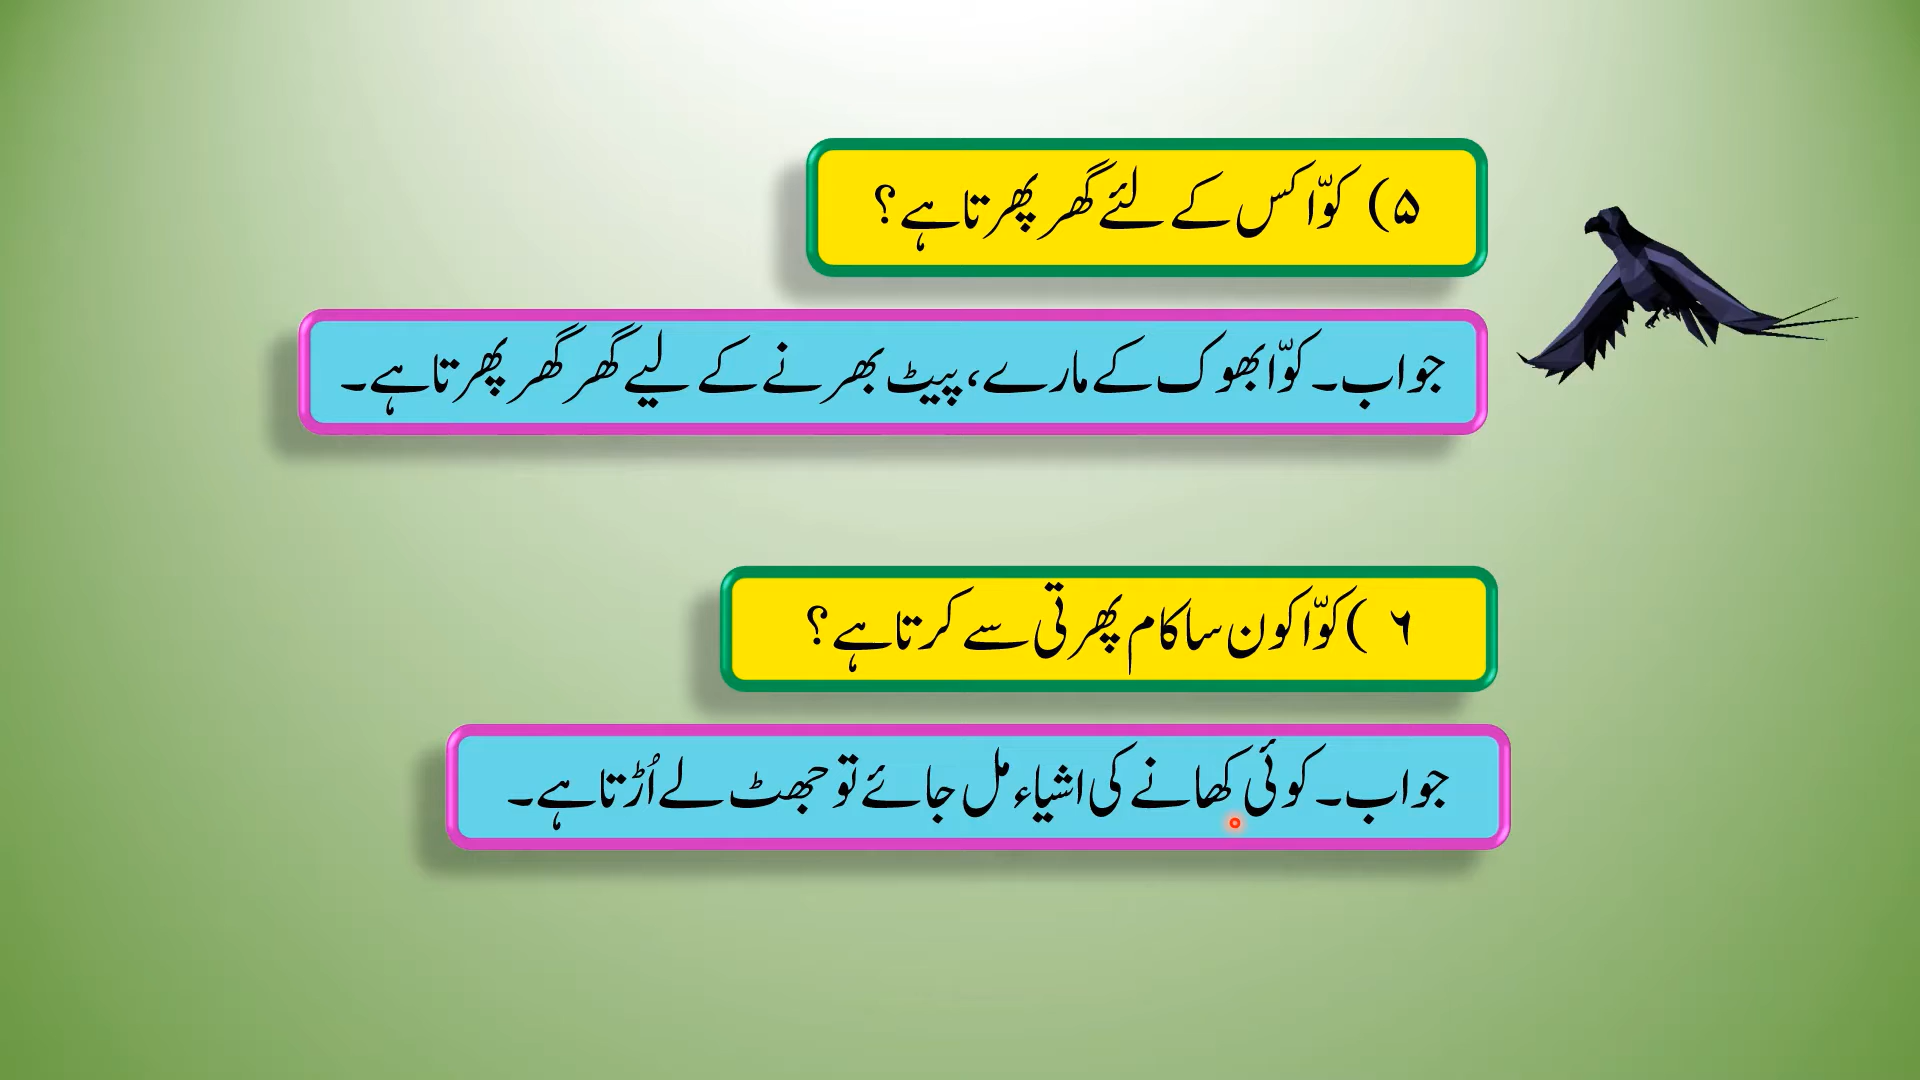 ۵) کوّا کس کے لئے گھر پھرتا ہے؟
جواب۔ کوّا بھوک کے مارے، پیٹ بھرنے کے لیے گھر گھر پھرتا ہے۔
۶ ) کوّا کون سا کام پھرتی سے کرتا ہے؟
جواب۔ کوئی کھانے کی اشیاء مل جائے تو جھٹ لے اُڑتا ہے۔